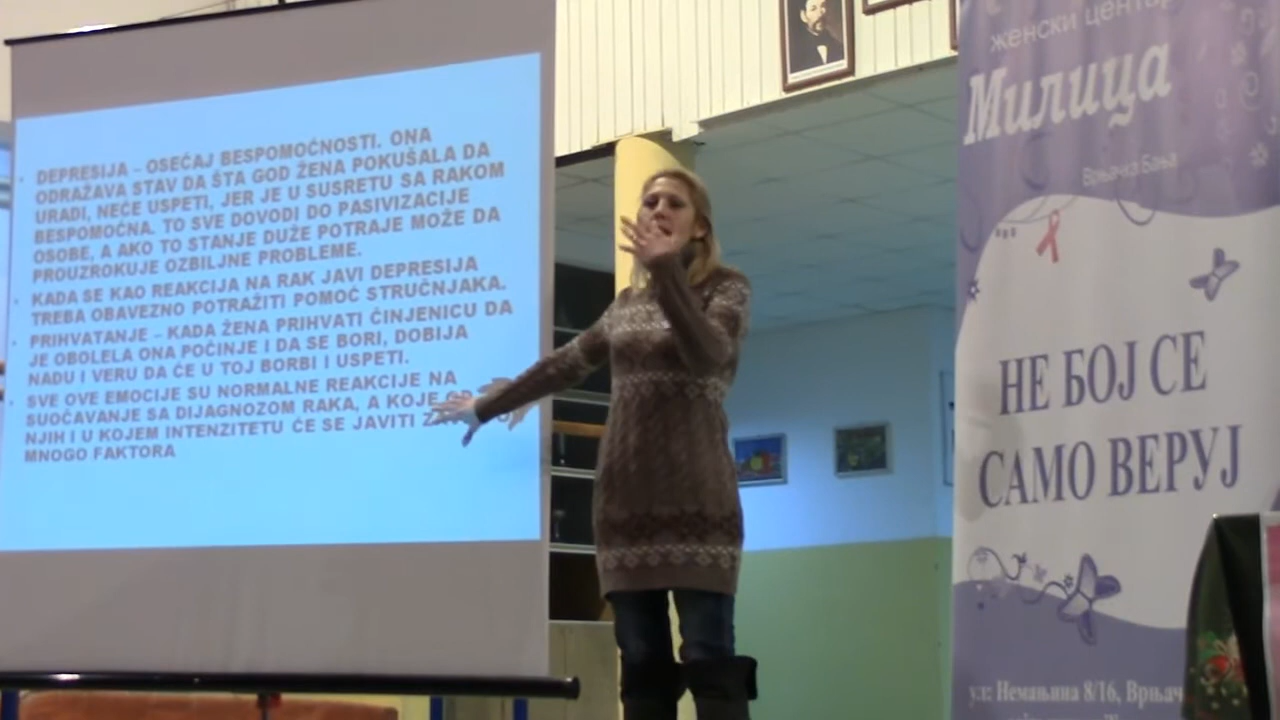 • DEPRESIJA – OSEĆAJ BESPOMOĆNOSTI. ONA
ODRAŽAVA STAV DA ŠTA GOD ŽENA POKUŠALA DA
URADI, NEĆE USPETI, JER JE U SUSRETU SA RAKOM
BESPOMOĆNA. TO SVE DOVODI DO PASIVIZACIJE
OSOBE, A AKO TO STANJE DUŽE POTRAJE MOŽE DA
PROUZROKUJE OZBILJNE PROBLEME.
• KADA SE KAO REAKCIJA NA RAK JAVI DEPRESIJA
TREBA OBAVEZNO POTRAŽITI POMOĆ STRUČNJAKA.
• PRIHVATANJE – KADA ŽENA PRIHVATI ČINJENICU DA
JE OBOLELA ONA POČINJE I DA SE BORI, DOBIJA
NADU I VERU DA ĆE U TOJ BORBI I USPETI.
• SVE OVE EMOCIJE SU NORMALNE REAKCIJE NA
SUOČAVANJE SA DIJAGNOZOM RAKA, A KOJE
NJIH I U KOJEM INTENZITETU ĆE SE JAVITI
MNOGO FAKTORA
женски центар
Милица
Врњачка Бања
НЕ БОЈ СЕ
САМО ВЕРУЈ
ул: Немањина 8/16, Врњач